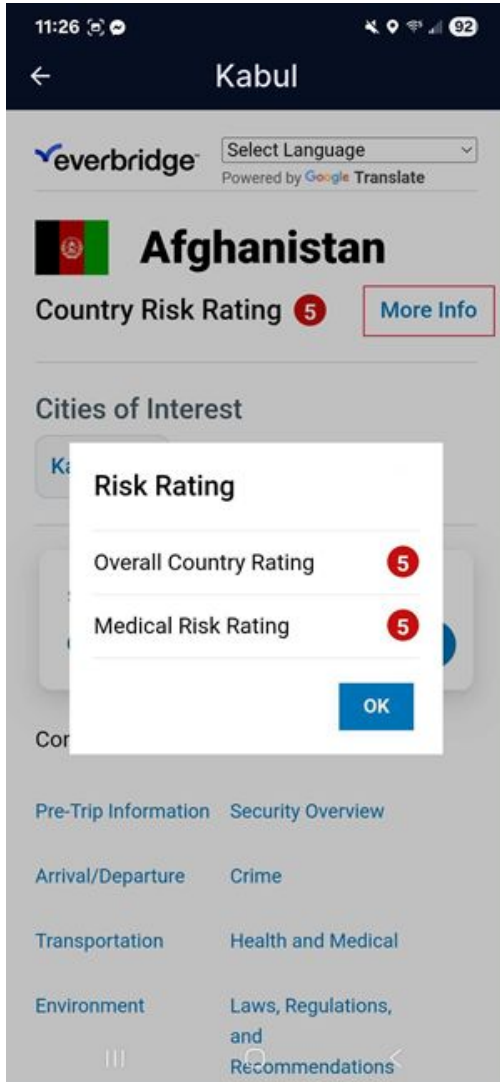 11:26
92
Kabul
everbridge
Select Language
Powered by Google Translate
Afghanistan
Country Risk Rating 5 More Info
Cities of Interest
Risk Rating
Overall Country Rating 5
Medical Risk Rating 5
OK
Pre-Trip Information Security Overview
Arrival/Departure Crime
Transportation Health and Medical
Environment Laws, Regulations,
and
Recommendations